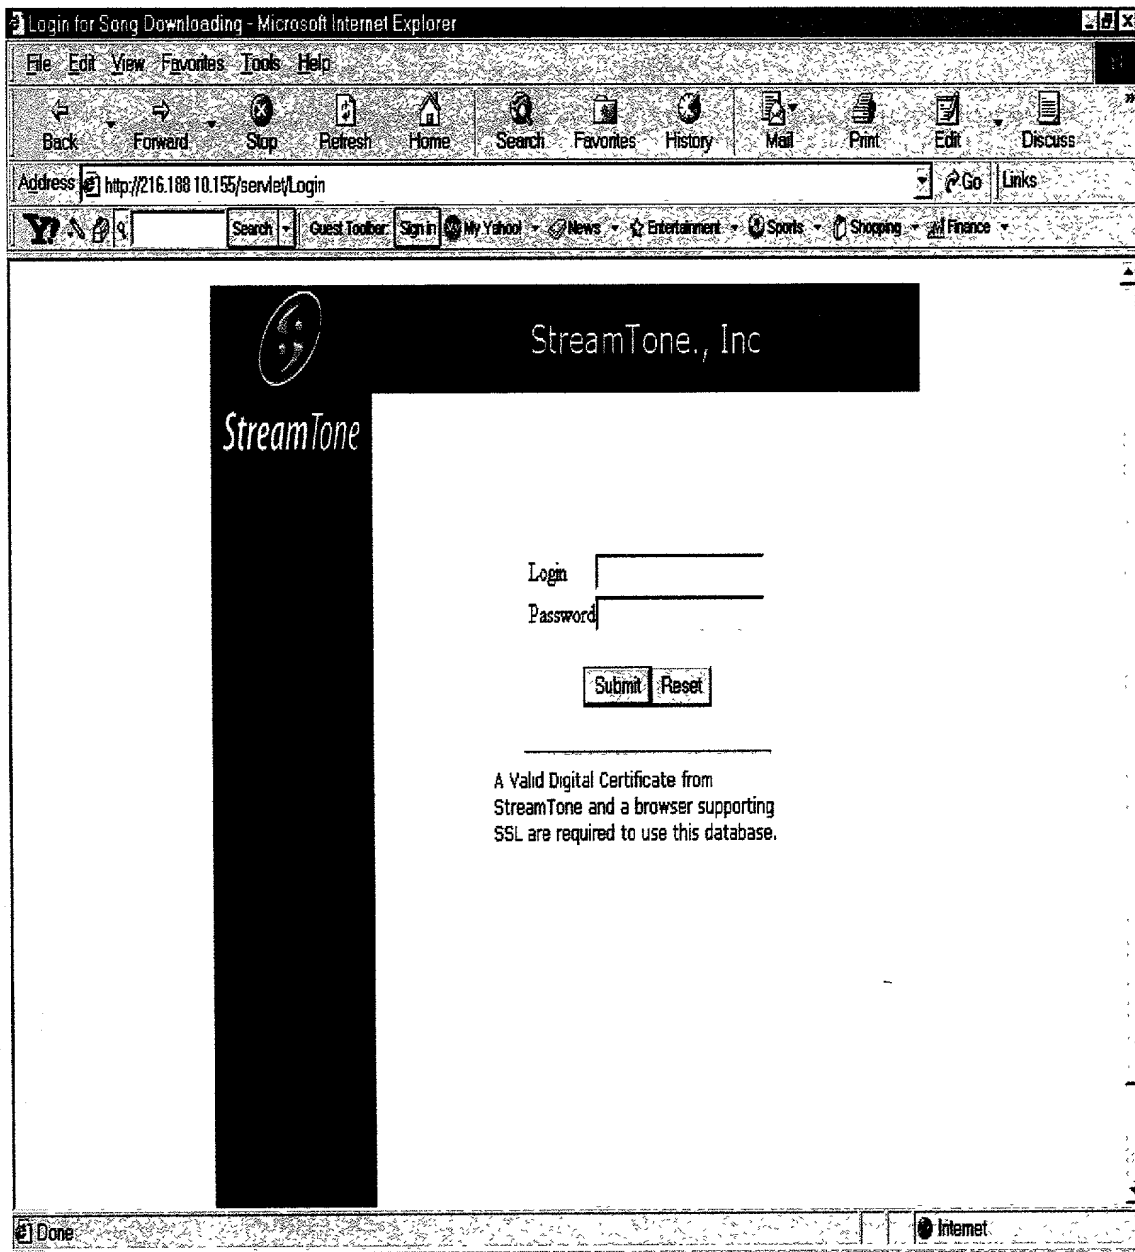 Login for Song Downloading - Microsoft Internet Explorer
File Edit View Favorites Tools Help
Back Forward Stop Refresh Home Search Favorites History Mail Print Edit Discuss
Address http://216.188 10.155/servlet/Login Go Links
Y! Search Guest Toolbar: Sign In My Yahoo! News Entertainment Sports Shopping Finance
StreamTone., Inc
StreamTone
Login
Password
Submit Reset
A Valid Digital Certificate from
StreamTone and a browser supporting
SSL are required to use this database.
Done Internet